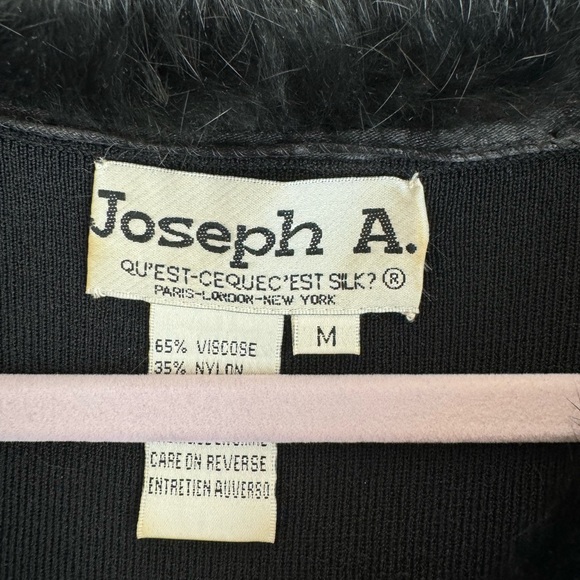 Joseph A.
QU'EST-CEQUEC'EST SILK? ®
PARIS-LONDON-NEW YORK
M
65% VISCOSE
35% NYLON
CARE ON REVERSE
ENTRETIEN AUVERSO